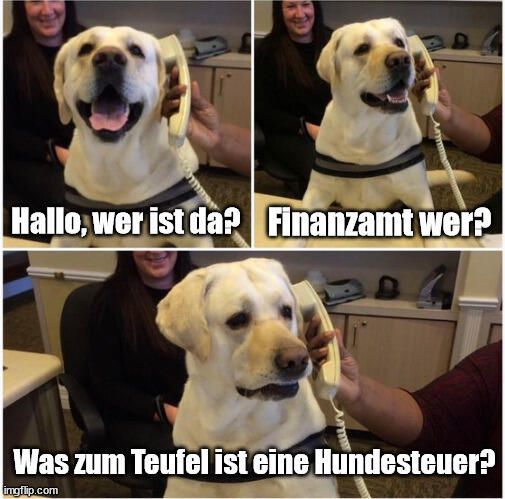 Hallo, wer ist da?
Finanzamt wer?
Was zum Teufel ist eine Hundesteuer?
imgflip.com